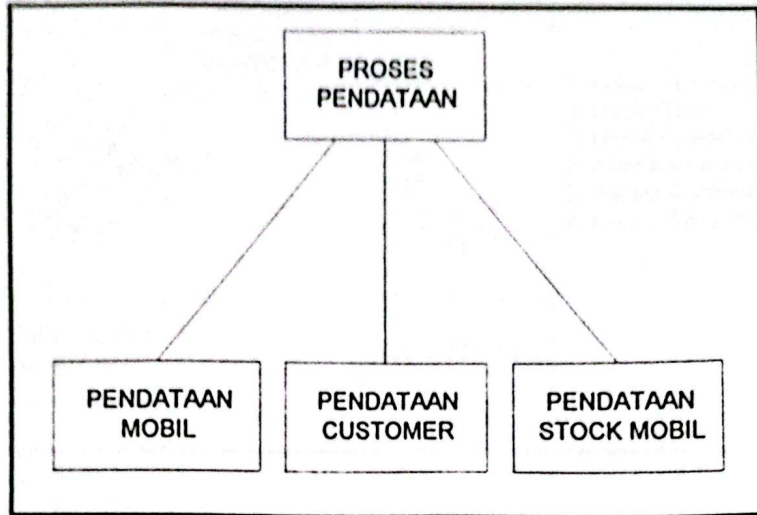 PROSES
PENDATAAN
PENDATAAN
MOBIL
PENDATAAN
CUSTOMER
PENDATAAN
STOCK MOBIL